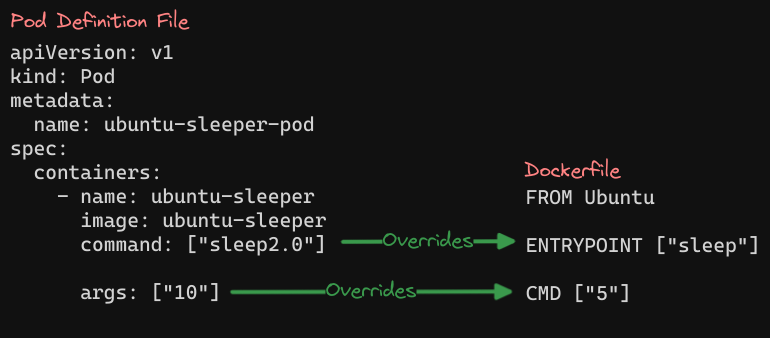 Pod Definition File
apiVersion: v1
kind: Pod
metadata:
  name: ubuntu-sleeper-pod
spec:
  containers:
    - name: ubuntu-sleeper
      image: ubuntu-sleeper
      command: ["sleep2.0"]
Overrides
      args: ["10"]
Overrides
Dockerfile
FROM Ubuntu
ENTRYPOINT ["sleep"]
CMD ["5"]